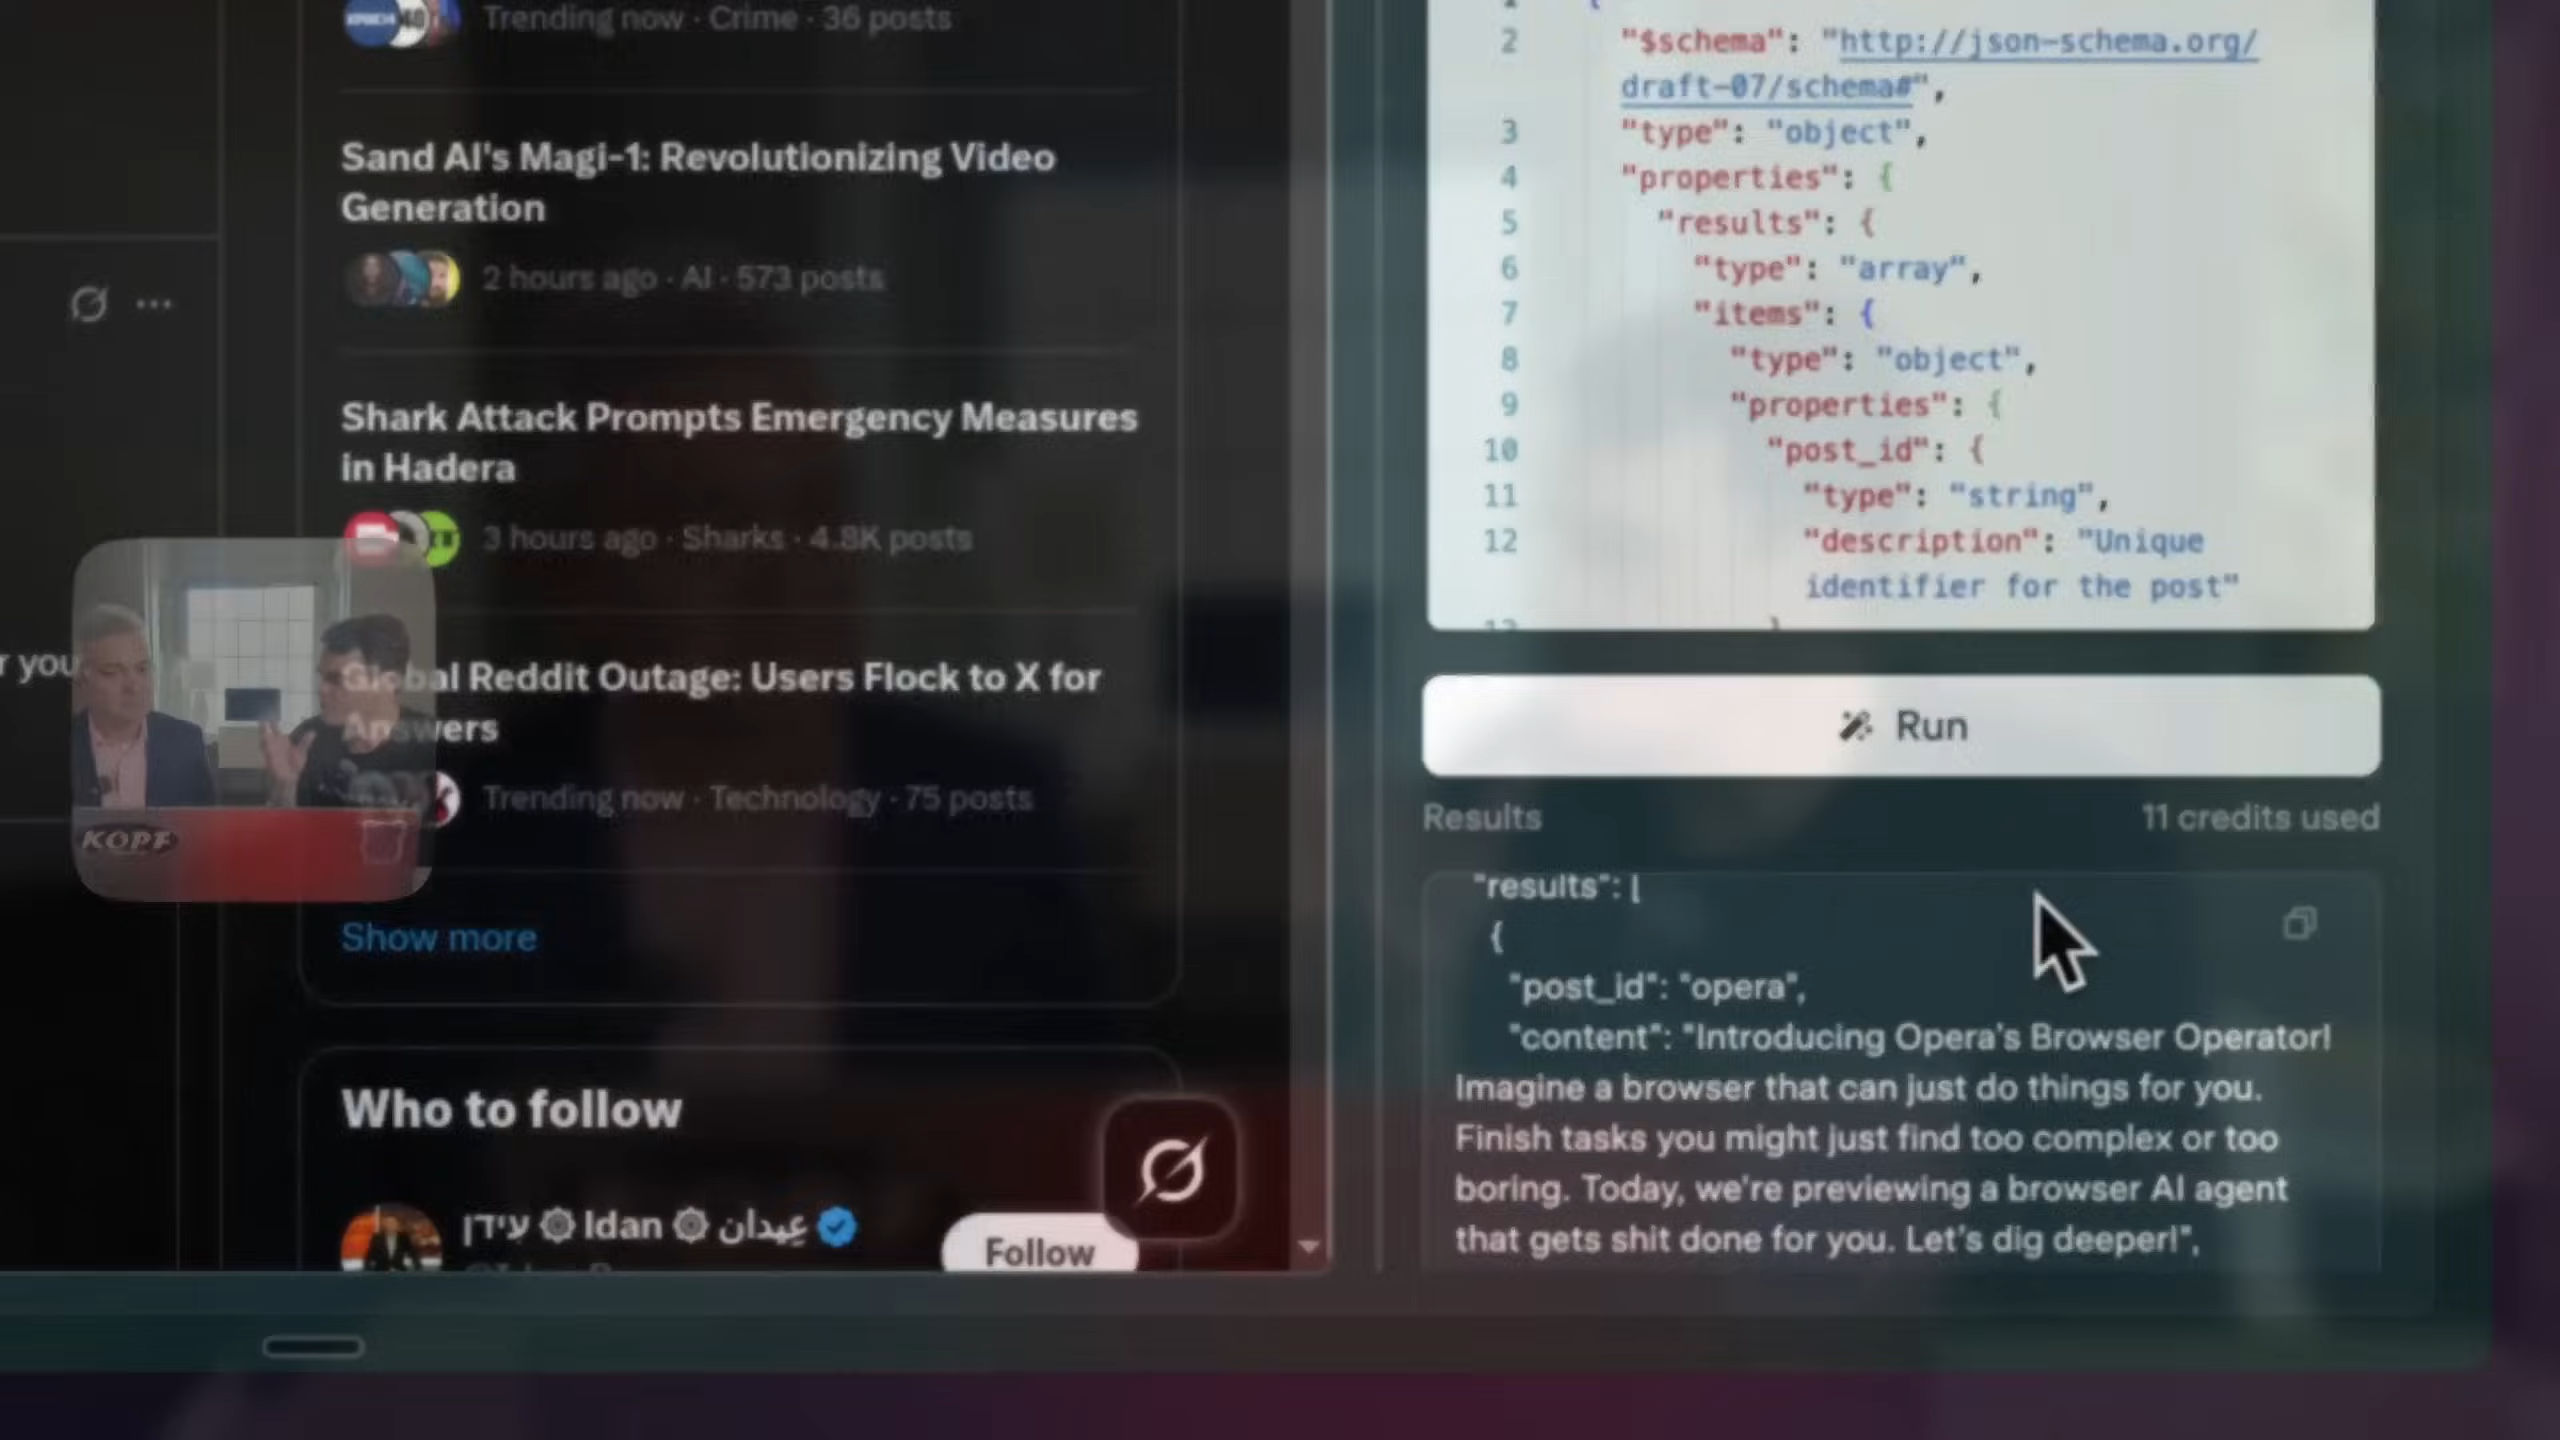 Trending now · Crime · 36 posts
Sand AI's Magi-1: Revolutionizing Video
Generation
2 hours ago · AI · 573 posts
Shark Attack Prompts Emergency Measures
in Hadera
3 hours ago · Sharks · 4.8K posts
r you
Global Reddit Outage: Users Flock to X for
Answers
Trending now · Technology · 75 posts
KOPF
Show more
Who to follow
עידן ۞ Idan ۞ عِيدان
Follow
1 {
2 "$schema": "http://json-schema.org/
draft-07/schema#",
3 "type": "object",
4 "properties": {
5 "results": {
6 "type": "array",
7 "items": {
8 "type": "object",
9 "properties": {
10 "post_id": {
11 "type": "string",
12 "description": "Unique
identifier for the post"
13 }
Run
Results
11 credits used
"results": [
{
"post_id": "opera",
"content": "Introducing Opera's Browser Operator!
Imagine a browser that can just do things for you.
Finish tasks you might just find too complex or too
boring. Today, we're previewing a browser AI agent
that gets shit done for you. Let's dig deeper!",